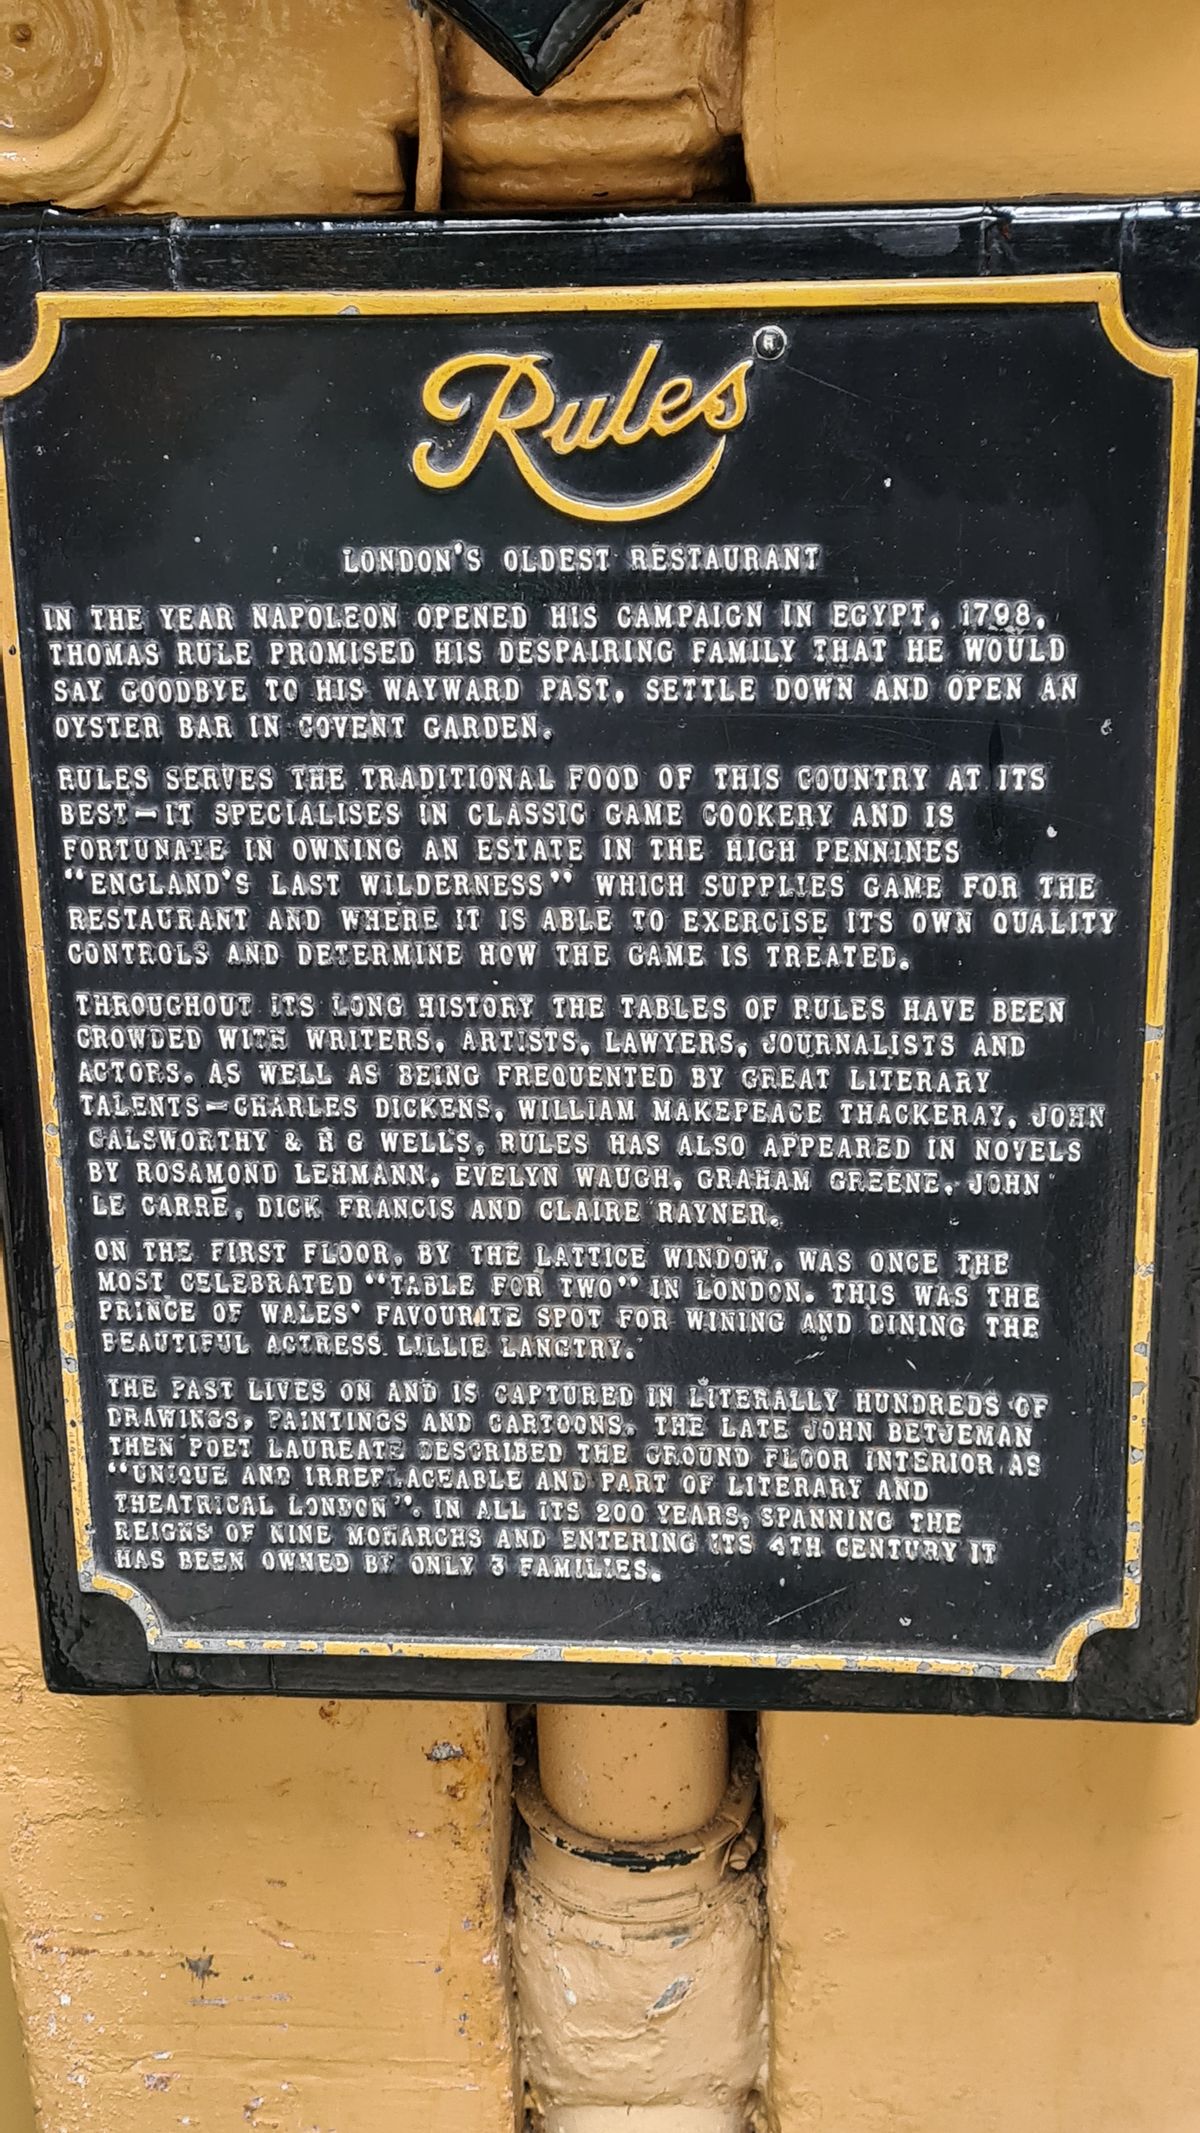 Rules®
LONDON'S OLDEST RESTAURANT
IN THE YEAR NAPOLEON OPENED HIS CAMPAIGN IN EGYPT, 1798,
THOMAS RULE PROMISED HIS DESPAIRING FAMILY THAT HE WOULD
SAY GOODBYE TO HIS WAYWARD PAST, SETTLE DOWN AND OPEN AN
OYSTER BAR IN COVENT GARDEN.
RULES SERVES THE TRADITIONAL FOOD OF THIS COUNTRY AT ITS
BEST—IT SPECIALISES IN CLASSIC GAME COOKERY AND IS
FORTUNATE IN OWNING AN ESTATE IN THE HIGH PENNINES
"ENGLAND'S LAST WILDERNESS" WHICH SUPPLIES GAME FOR THE
RESTAURANT AND WHERE IT IS ABLE TO EXERCISE ITS OWN QUALITY
CONTROLS AND DETERMINE HOW THE GAME IS TREATED.
THROUGHOUT ITS LONG HISTORY THE TABLES OF RULES HAVE BEEN
CROWDED WITH WRITERS, ARTISTS, LAWYERS, JOURNALISTS AND
ACTORS. AS WELL AS BEING FREQUENTED BY GREAT LITERARY
TALENTS—CHARLES DICKENS, WILLIAM MAKEPEACE THACKERAY, JOHN
GALSWORTHY & H G WELLS, RULES HAS ALSO APPEARED IN NOVELS
BY ROSAMOND LEHMANN, EVELYN WAUGH, GRAHAM GREENE, JOHN
LE CARRÉ, DICK FRANCIS AND CLAIRE RAYNER.
ON THE FIRST FLOOR, BY THE LATTICE WINDOW, WAS ONCE THE
MOST CELEBRATED "TABLE FOR TWO" IN LONDON. THIS WAS THE
PRINCE OF WALES' FAVOURITE SPOT FOR WINING AND DINING THE
BEAUTIFUL ACTRESS LILLIE LANGTRY.
THE PAST LIVES ON AND IS CAPTURED IN LITERALLY HUNDREDS OF
DRAWINGS, PAINTINGS AND CARTOONS. THE LATE JOHN BETJEMAN
THEN POET LAUREATE DESCRIBED THE GROUND FLOOR INTERIOR AS
"UNIQUE AND IRREPLACEABLE AND PART OF LITERARY AND
THEATRICAL LONDON". IN ALL ITS 200 YEARS, SPANNING THE
REIGNS OF NINE MONARCHS AND ENTERING ITS 4TH CENTURY IT
HAS BEEN OWNED BY ONLY 3 FAMILIES.